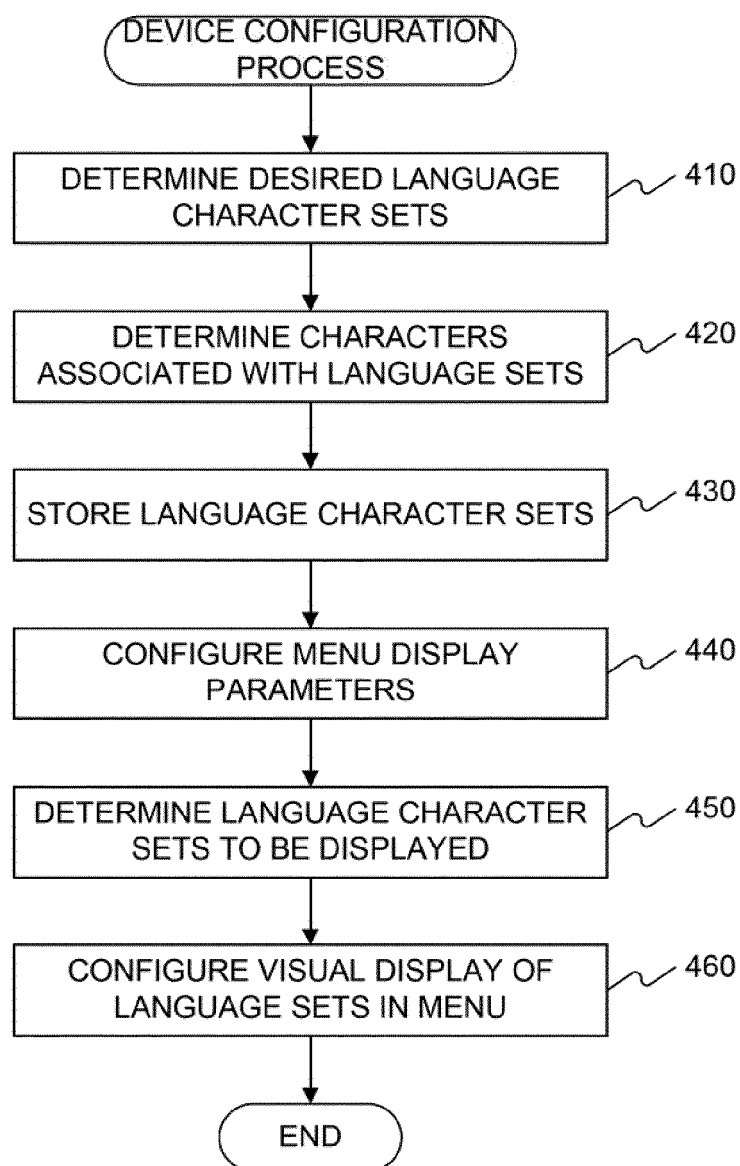 DEVICE CONFIGURATION
PROCESS
DETERMINE DESIRED LANGUAGE
CHARACTER SETS
410
DETERMINE CHARACTERS
ASSOCIATED WITH LANGUAGE SETS
420
STORE LANGUAGE CHARACTER SETS
430
CONFIGURE MENU DISPLAY
PARAMETERS
440
DETERMINE LANGUAGE CHARACTER
SETS TO BE DISPLAYED
450
CONFIGURE VISUAL DISPLAY OF
LANGUAGE SETS IN MENU
460
END